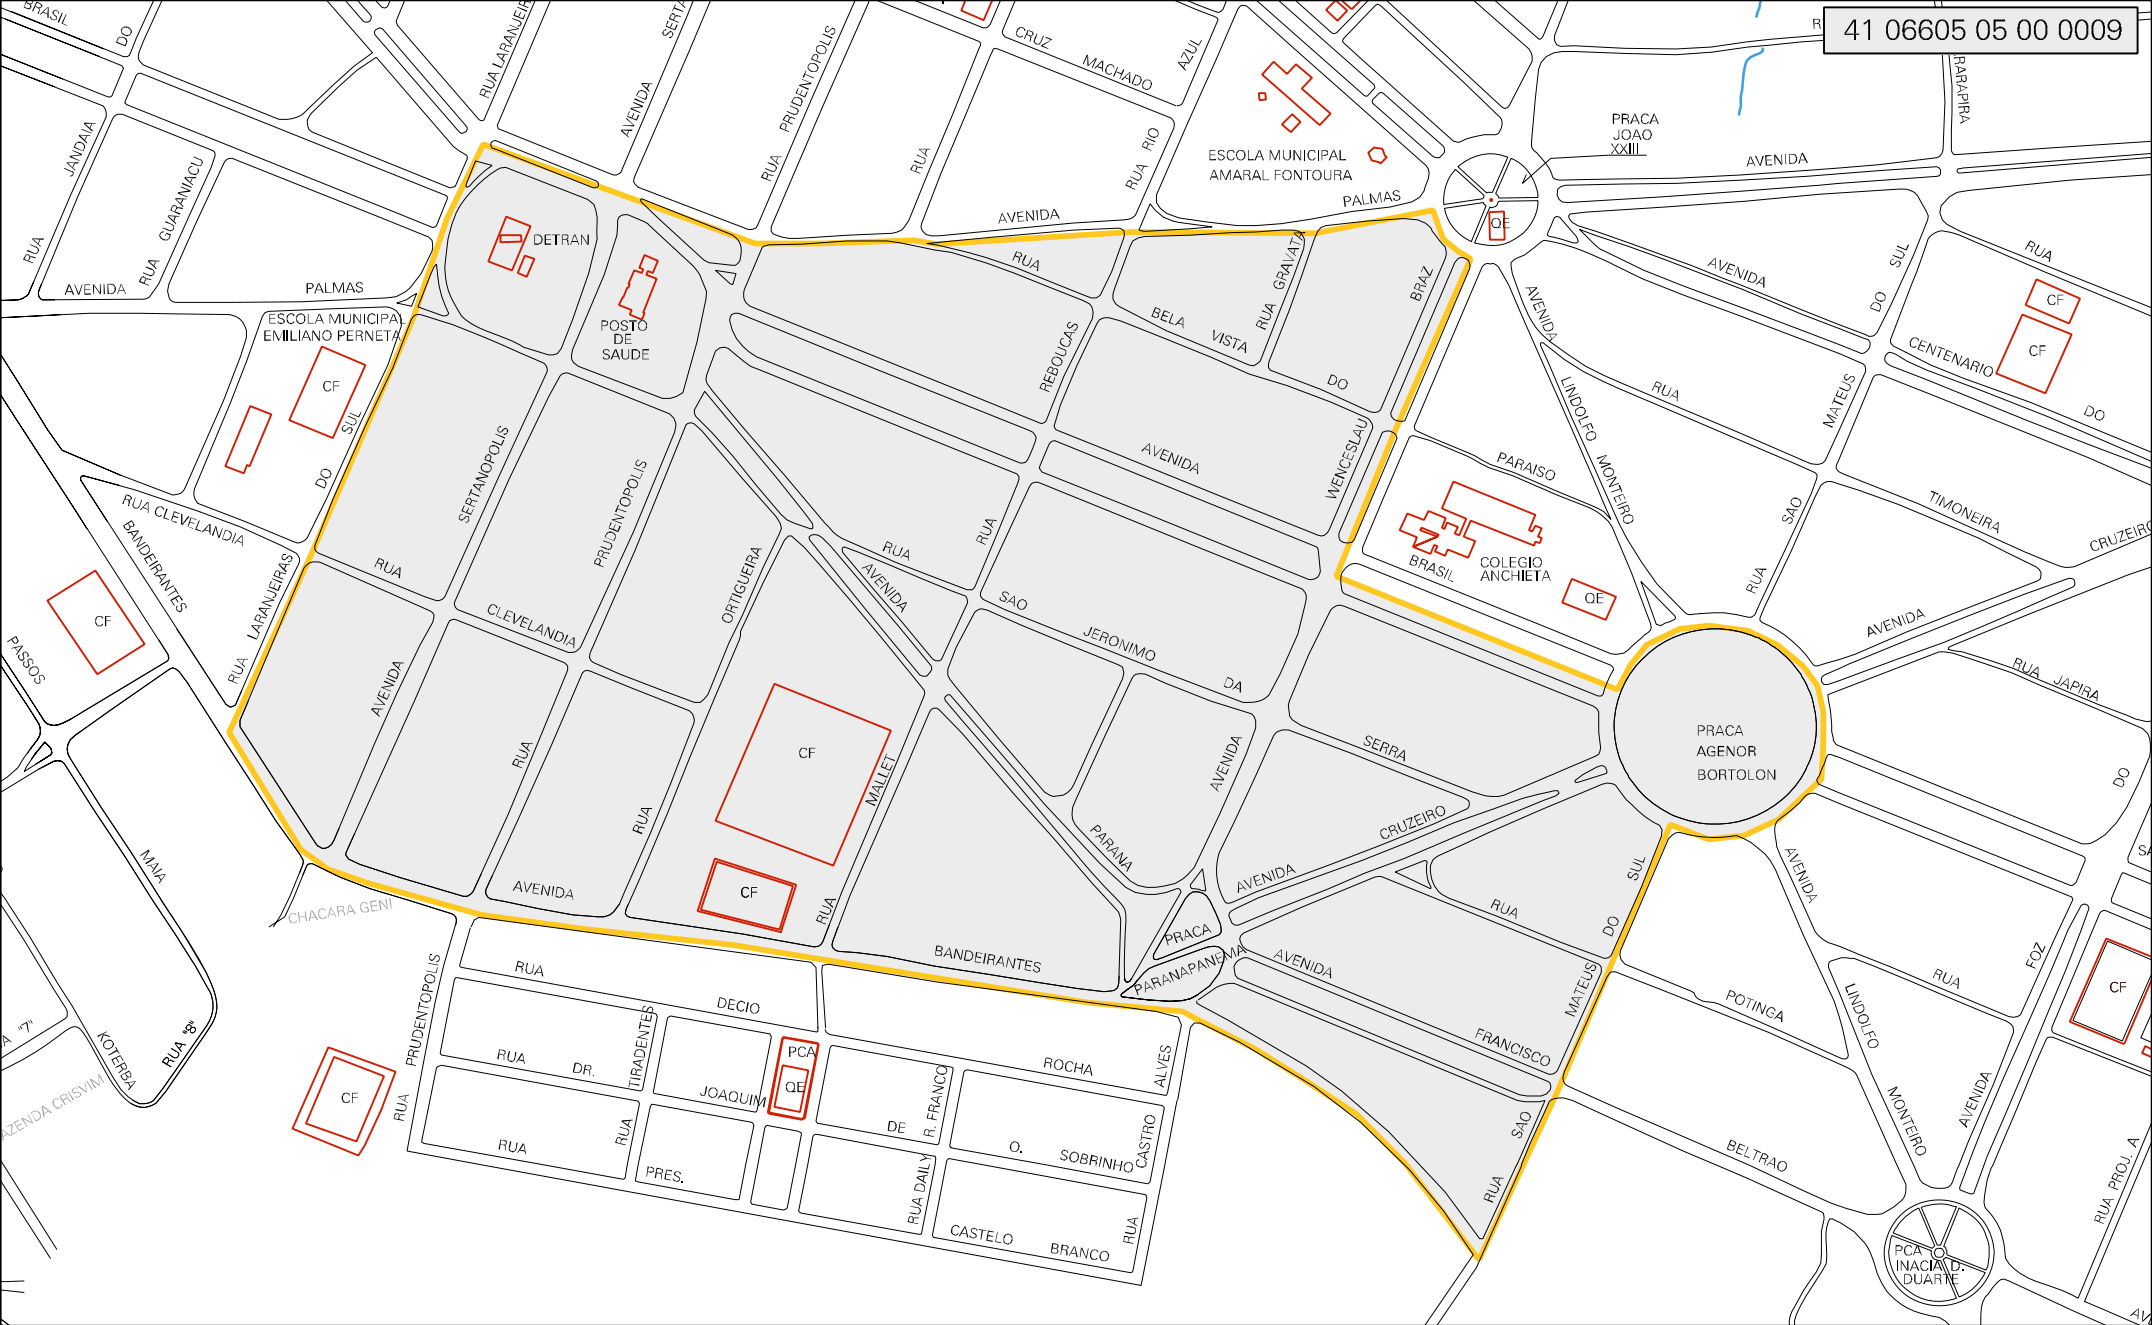 BRASIL
DO
RUA LARANJEIR
SERTA
AVENIDA
PRUDENTOPOLIS
RUA
CRUZ
MACHADO
AZUL
RIO
RUA
RUA
41 06605 05 00 0009
PRACA
JOAO
XXIII
AVENIDA
RARAPIRA
ESCOLA MUNICIPAL
AMARAL FONTOURA
PALMAS
AVENIDA
QE
JANDAIA
RUA
GUARANIACU
RUA
AVENIDA
PALMAS
DETRAN
POSTO
DE
SAUDE
ESCOLA MUNICIPAL
EMILIANO PERNETA
CF
SUL
DO
LARANJEIRAS
RUA
RUA
BELA
VISTA
DO
RUA
GRAVATA
BRAZ
WENCESLAU
REBOUCAS
RUA
AVENIDA
AVENIDA
LINDOLFO
MONTEIRO
RUA
TIMONEIRA
PARAISO
COLEGIO
ANCHIETA
BRASIL
QE
AVENIDA
DO
SUL
MATEUS
SAO
RUA
RUA
CENTENARIO
DO
CF
CF
CRUZEIRO
AVENIDA
RUA CLEVELANDIA
BANDEIRANTES
CF
PASSOS
SERTANOPOLIS
AVENIDA
PRUDENTOPOLIS
RUA
ORTIGUEIRA
RUA
RUA
CLEVELANDIA
RUA
AVENIDA
SAO
JERONIMO
DA
SERRA
AVENIDA
CRUZEIRO
AVENIDA
PARANA
CF
CF
MALLET
RUA
AVENIDA
BANDEIRANTES
PRACA
PARANAPANEMA
PRACA
AGENOR
BORTOLON
RUA
JAPIRA
DO
FOZ
AVENIDA
RUA
POTINGA
RUA
AVENIDA
FRANCISCO
BELTRAO
SUL
DO
MATEUS
SAO
RUA
AVENIDA
LINDOLFO
MONTEIRO
CF
RUA PROJ. A
PCA
INACIA D.
DUARTE
MAIA
KOTERBA
RUA "8"
"7"
AZENDA CRISVIM
CHACARA GENI
CF
PRUDENTOPOLIS
RUA
RUA
DECIO
ROCHA
ALVES
RUA
DR.
JOAQUIM
DE
O.
SOBRINHO
TIRADENTES
RUA
PCA
QE
R. FRANCO
RUA DAILY
CASTRO
RUA
RUA
PRES.
CASTELO
BRANCO